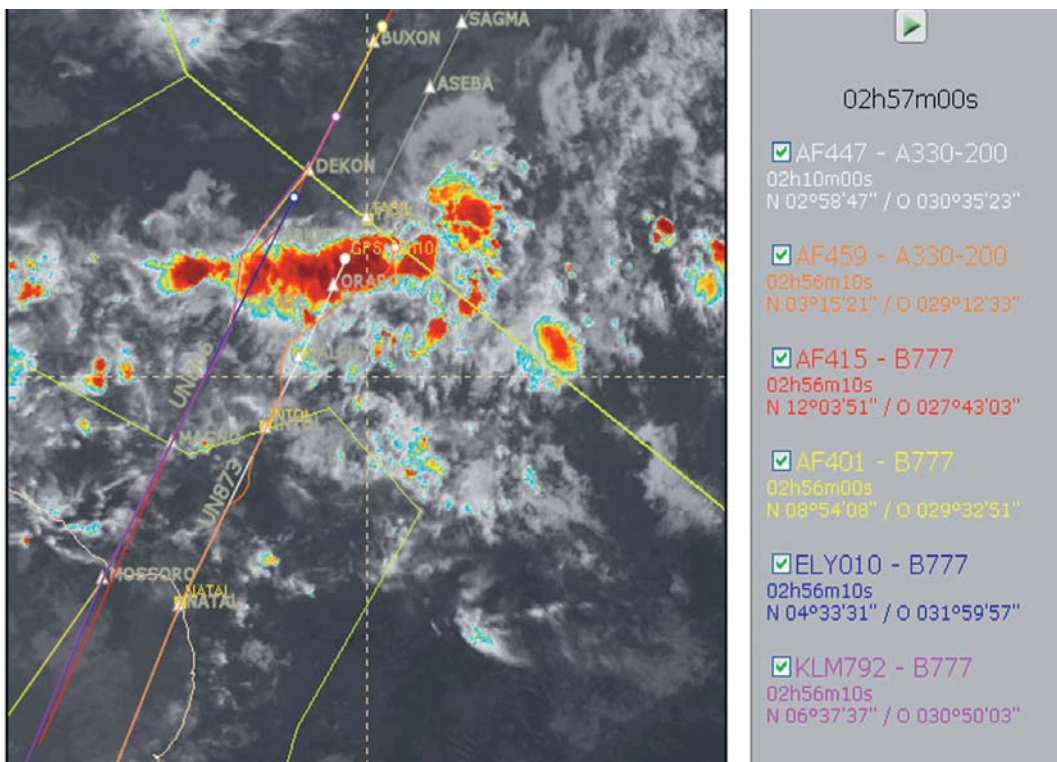 SAGMA
BUXON
ASEBA
DEKON
TASIL
ORARO
UN873
MAGNO
MOSSORO
NATAL
NATAL
02h57m00s
AF447 - A330-200
02h10m00s
N 02°58'47" / O 030°35'23"
AF459 - A330-200
02h56m10s
N 03°15'21" / O 029°12'33"
AF415 - B777
02h56m10s
N 12°03'51" / O 027°43'03"
AF401 - B777
02h56m00s
N 08°54'08" / O 029°32'51"
ELY010 - B777
02h56m10s
N 04°33'31" / O 031°59'57"
KLM792 - B777
02h56m10s
N 06°37'37" / O 030°50'03"